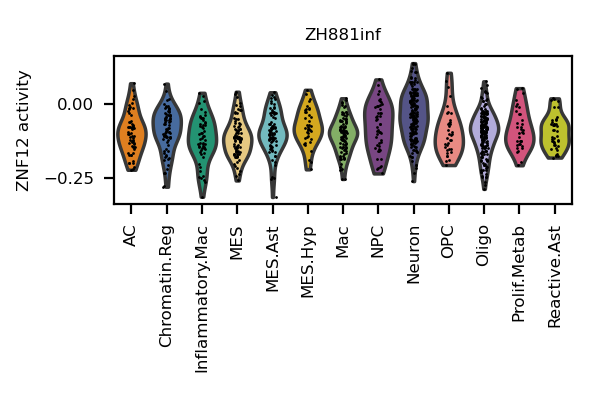 ZH881inf
ZNF12 activity
0.00
−0.25
AC
Chromatin.Reg
Inflammatory.Mac
MES
MES.Ast
MES.Hyp
Mac
NPC
Neuron
OPC
Oligo
Prolif.Metab
Reactive.Ast